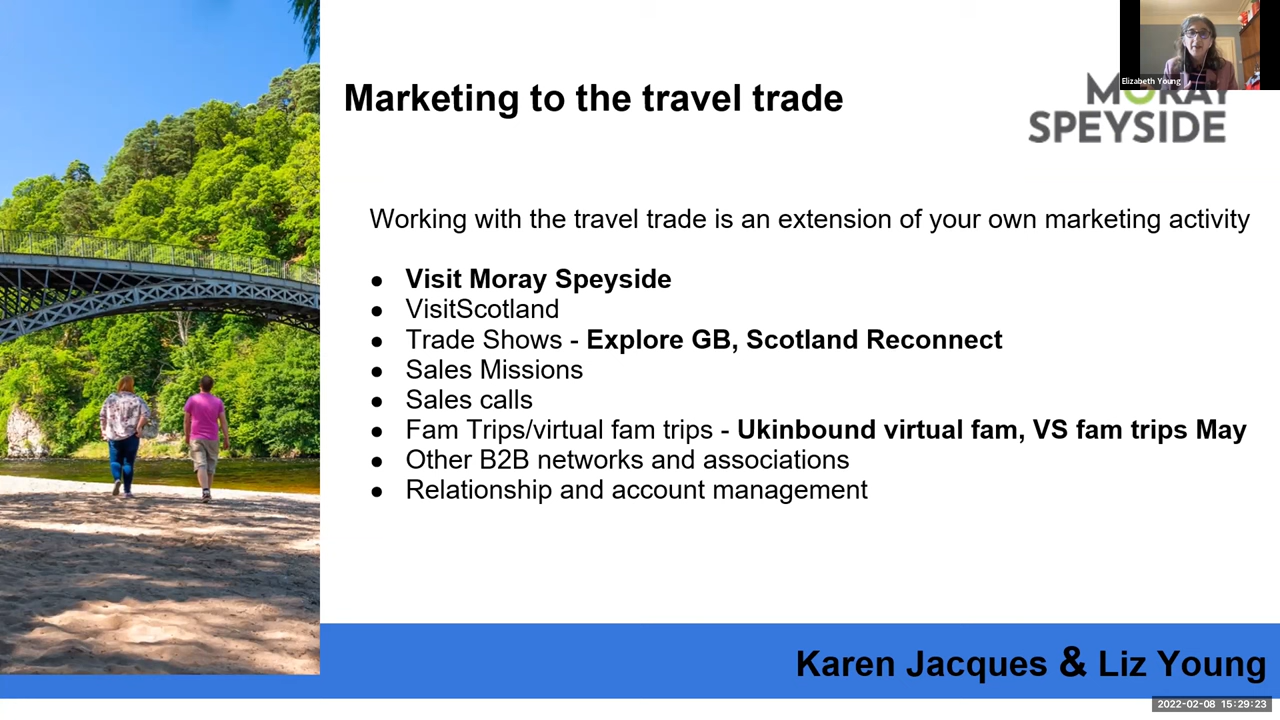 Elizabeth Young
Marketing to the travel trade
MORAY
SPEYSIDE
Working with the travel trade is an extension of your own marketing activity
● Visit Moray Speyside
● VisitScotland
● Trade Shows - Explore GB, Scotland Reconnect
● Sales Missions
● Sales calls
● Fam Trips/virtual fam trips - Ukinbound virtual fam, VS fam trips May
● Other B2B networks and associations
● Relationship and account management
Karen Jacques & Liz Young
2022-02-08 15:29:23